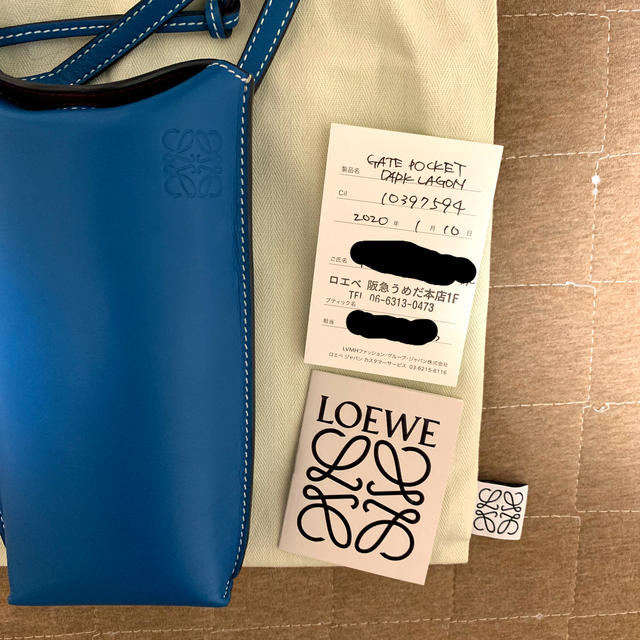 製品名 GATE POCKET
DARK LAGON
Cil 10397594
2020 年 1 月 10 日
ご氏名
ロエベ 阪急うめだ本店1F
TEL 06-6313-0473
ブティック名
担当
LVMHファッション・グループ・ジャパン株式会社
ロエベ ジャパン カスタマーサービス 03-6215-6116
LOEWE